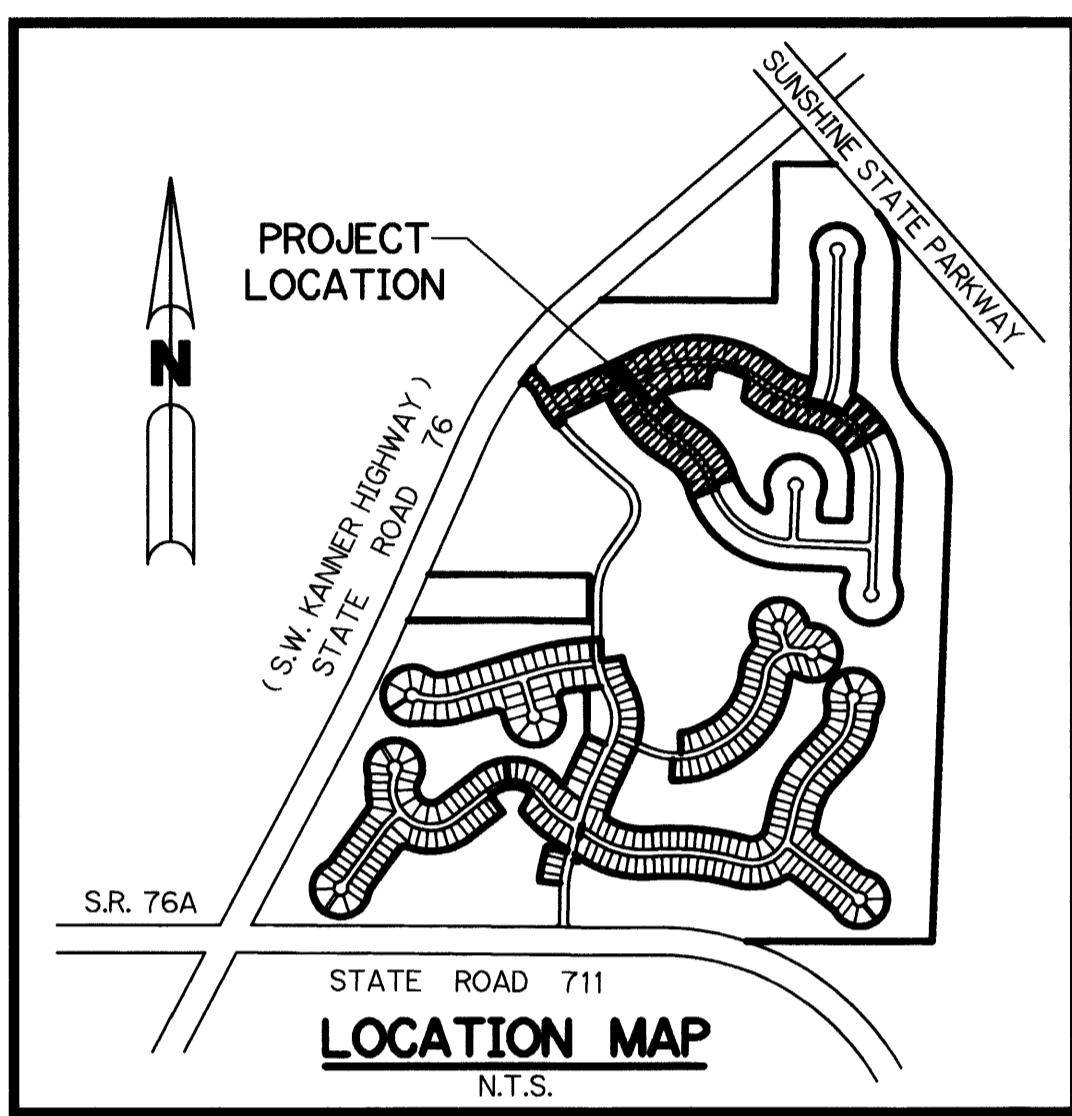 SUNSHINE STATE PARKWAY
PROJECT
LOCATION
N
( S.W. KANNER HIGHWAY )
STATE ROAD 76
S.R. 76A
STATE ROAD 711
LOCATION MAP
N.T.S.